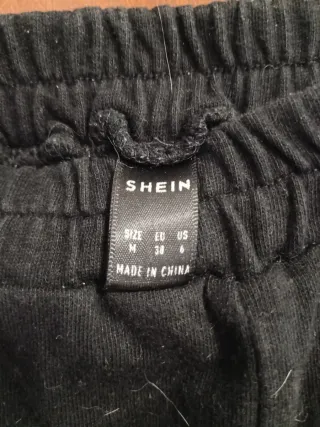 SHEIN
SIZE EU US
M 38 6
MADE IN CHINA